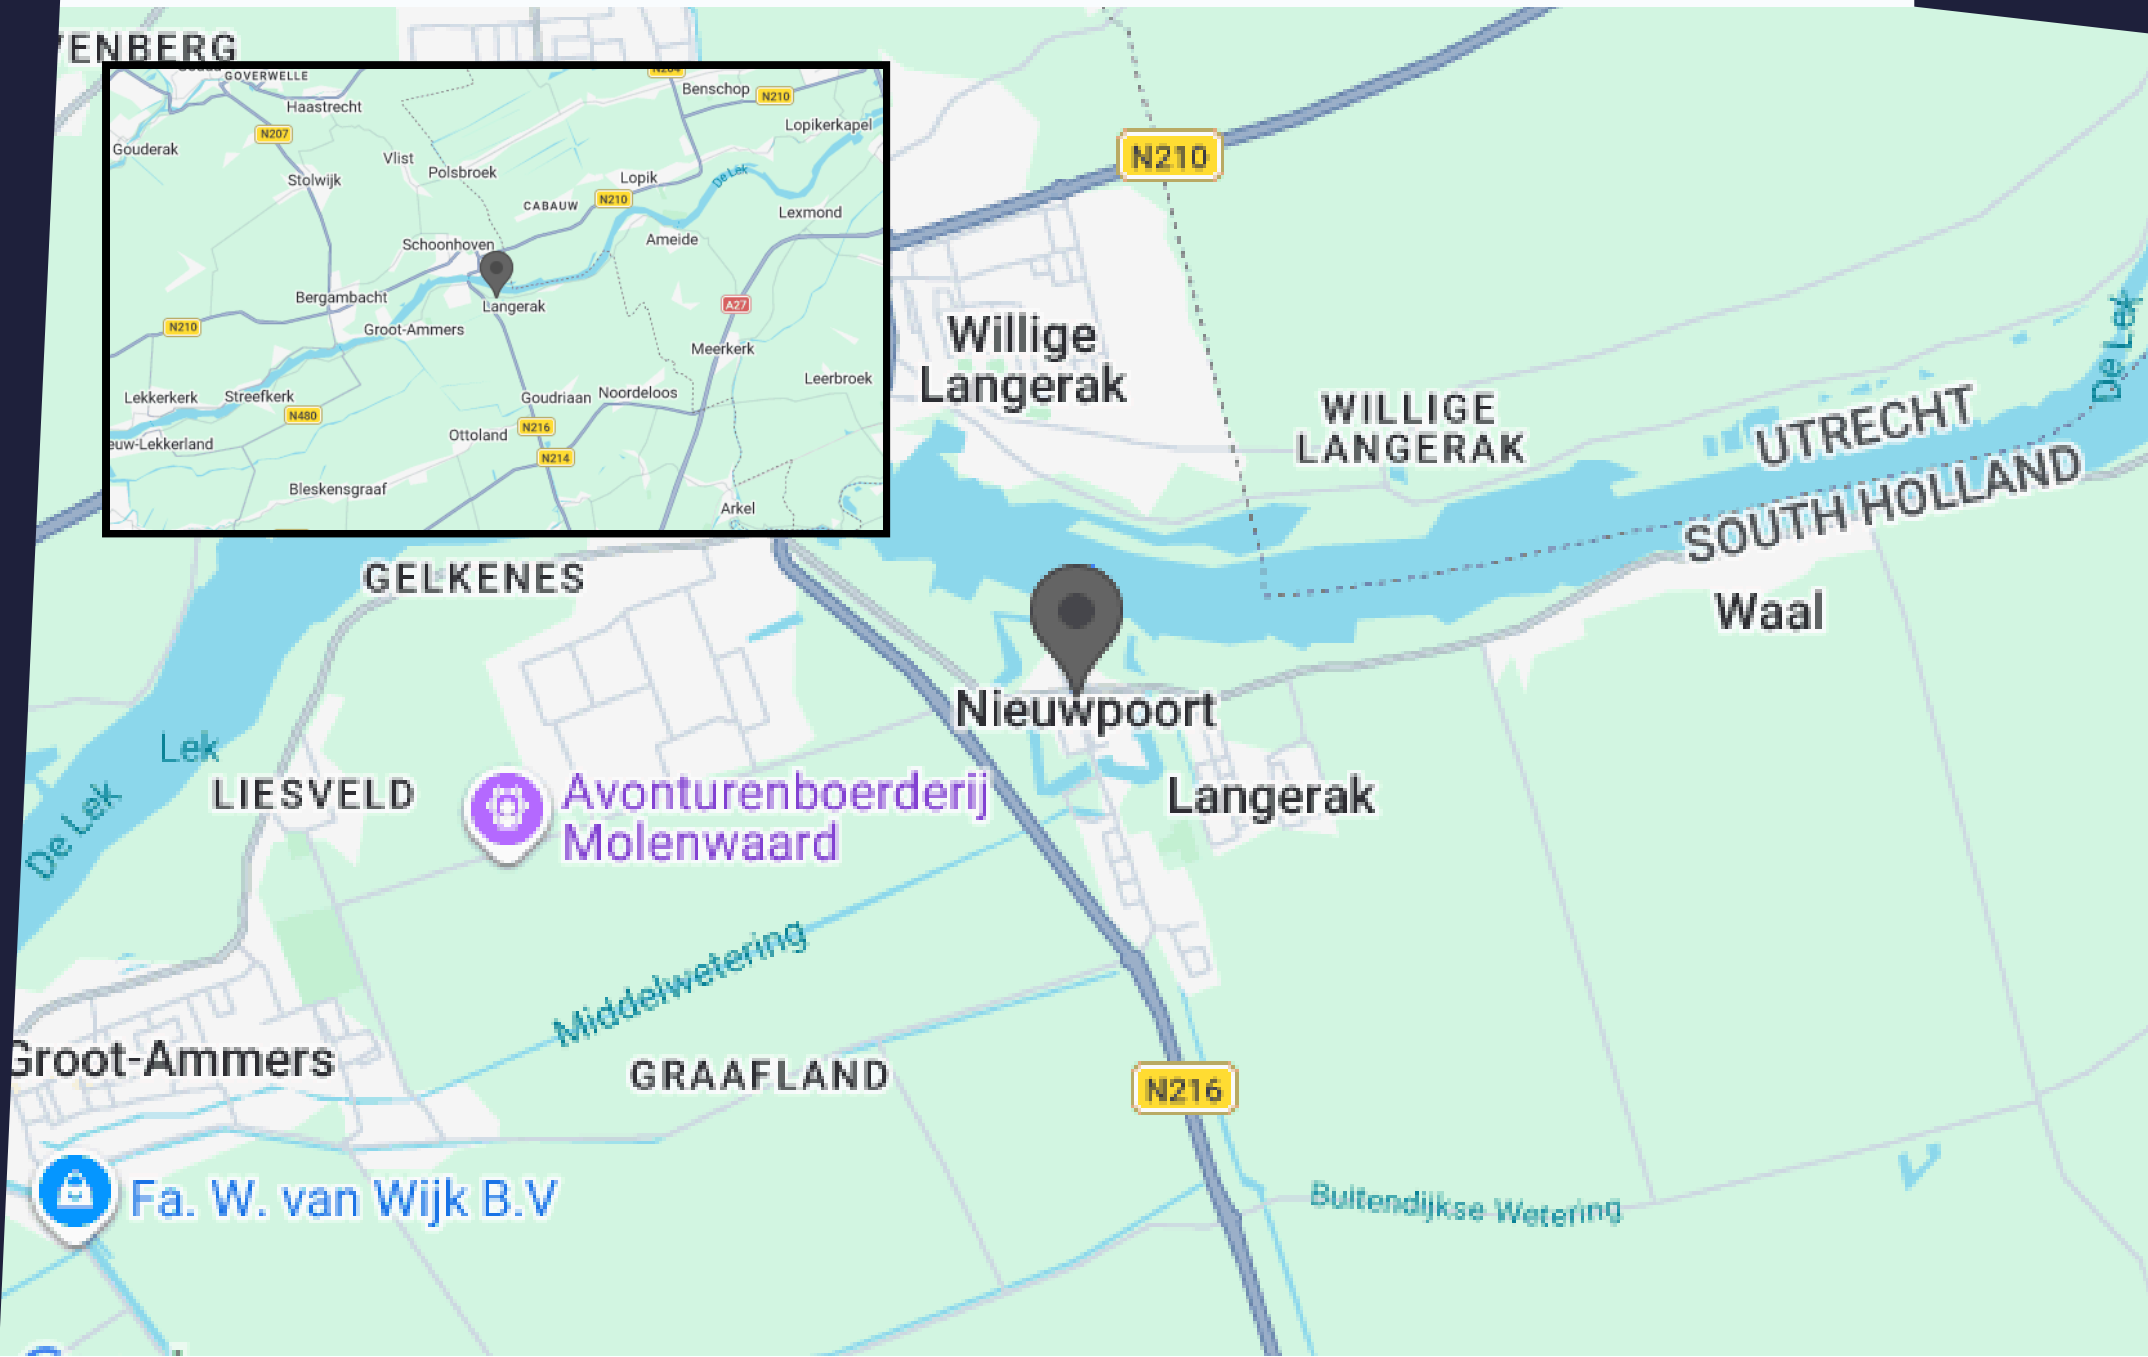 GOVERWELLE
Haastrecht
N207
Gouderak
Stolwijk
Vlist
Polsbroek
Benschop
N210
Lopikerkapel
Lopik
De Lek
CABAUW
N210
Lexmond
Schoonhoven
Ameide
Bergambacht
Langerak
A27
N210
Groot-Ammers
Meerkerk
Leerbroek
Lekkerkerk
Streefkerk
N480
Goudriaan
Noordeloos
N216
Ottoland
N214
Bleskensgraaf
Arkel
N210
Willige
Langerak
WILLIGE
LANGERAK
De Lek
UTRECHT
SOUTH HOLLAND
Waal
GELKENES
Nieuwpoort
Lek
De Lek
LIESVELD
Avonturenboerderij
Molenwaard
Langerak
Middelwetering
Groot-Ammers
GRAAFLAND
N216
Fa. W. van Wijk B.V
Buitendijkse Wetering